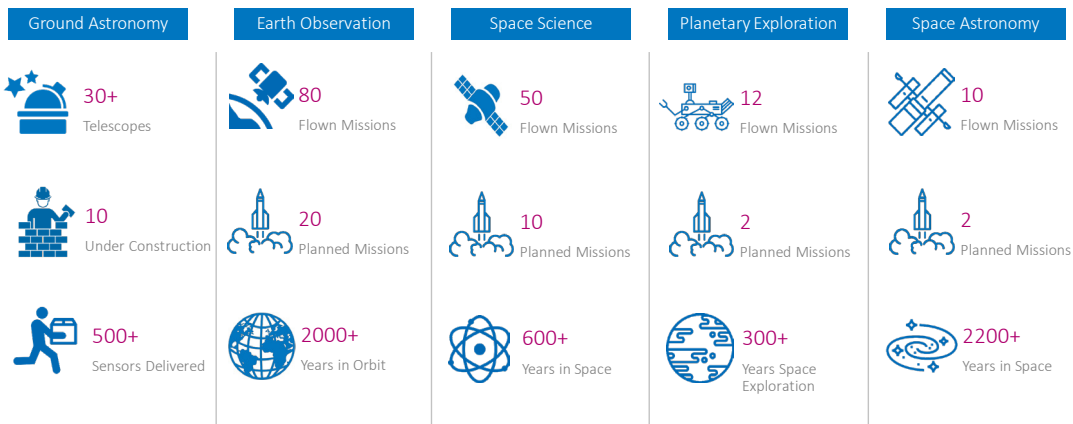 Ground Astronomy
30+
Telescopes
10
Under Construction
500+
Sensors Delivered
Earth Observation
80
Flown Missions
20
Planned Missions
2000+
Years in Orbit
Space Science
50
Flown Missions
10
Planned Missions
600+
Years in Space
Planetary Exploration
12
Flown Missions
2
Planned Missions
300+
Years Space
Exploration
Space Astronomy
10
Flown Missions
2
Planned Missions
2200+
Years in Space